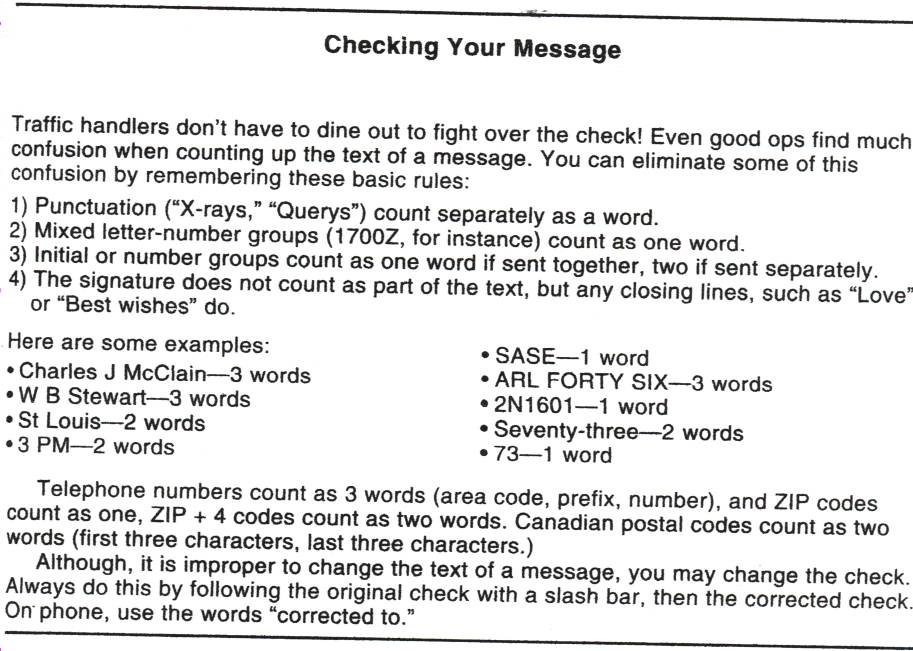 Checking Your Message
Traffic handlers don't have to dine out to fight over the check! Even good ops find much
confusion when counting up the text of a message. You can eliminate some of this
confusion by remembering these basic rules:
1) Punctuation ("X-rays," "Querys") count separately as a word.
2) Mixed letter-number groups (1700Z, for instance) count as one word.
3) Initial or number groups count as one word if sent together, two if sent separately.
4) The signature does not count as part of the text, but any closing lines, such as "Love"
or "Best wishes" do.
Here are some examples:
• Charles J McClain—3 words
• W B Stewart—3 words
• St Louis—2 words
• 3 PM—2 words
• SASE—1 word
• ARL FORTY SIX—3 words
• 2N1601—1 word
• Seventy-three—2 words
• 73—1 word
Telephone numbers count as 3 words (area code, prefix, number), and ZIP codes
count as one, ZIP + 4 codes count as two words. Canadian postal codes count as two
words (first three characters, last three characters.)
Although, it is improper to change the text of a message, you may change the check.
Always do this by following the original check with a slash bar, then the corrected check.
On phone, use the words "corrected to."